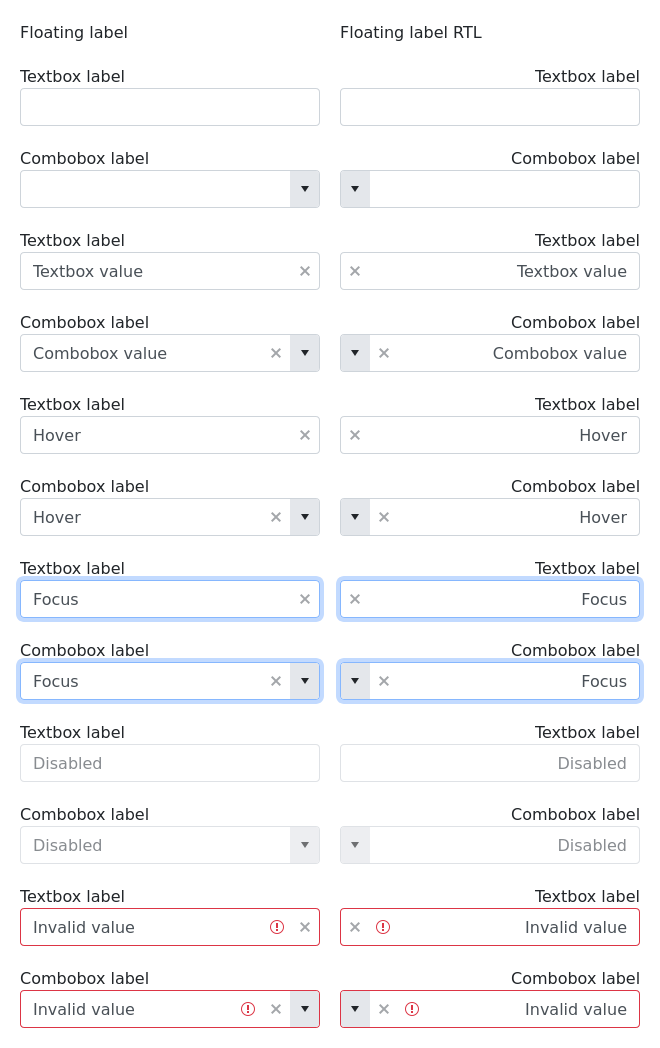 Floating label Floating label RTL
Textbox label Textbox label
Combobox label Combobox label
Textbox label Textbox label
Textbox value Textbox value
Combobox label Combobox label
Combobox value Combobox value
Textbox label Textbox label
Hover Hover
Combobox label Combobox label
Hover Hover
Textbox label Textbox label
Focus Focus
Combobox label Combobox label
Focus Focus
Textbox label Textbox label
Disabled Disabled
Combobox label Combobox label
Disabled Disabled
Textbox label Textbox label
Invalid value Invalid value
Combobox label Combobox label
Invalid value Invalid value